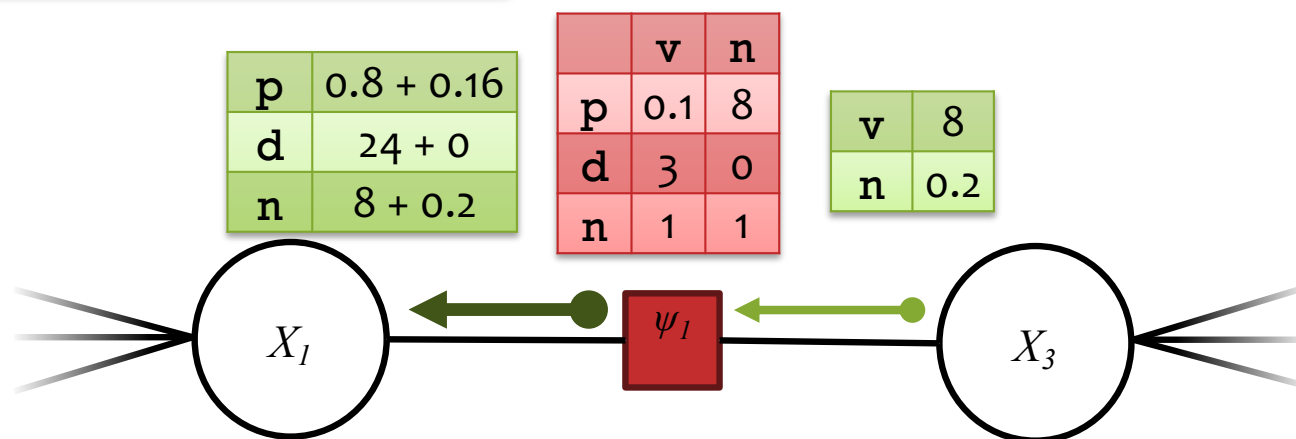 p 0.8 + 0.16
d 24 + 0
n 8 + 0.2
v n
p 0.1 8
d 3 0
n 1 1
v 8
n 0.2
X₁
ψ₁
X₃